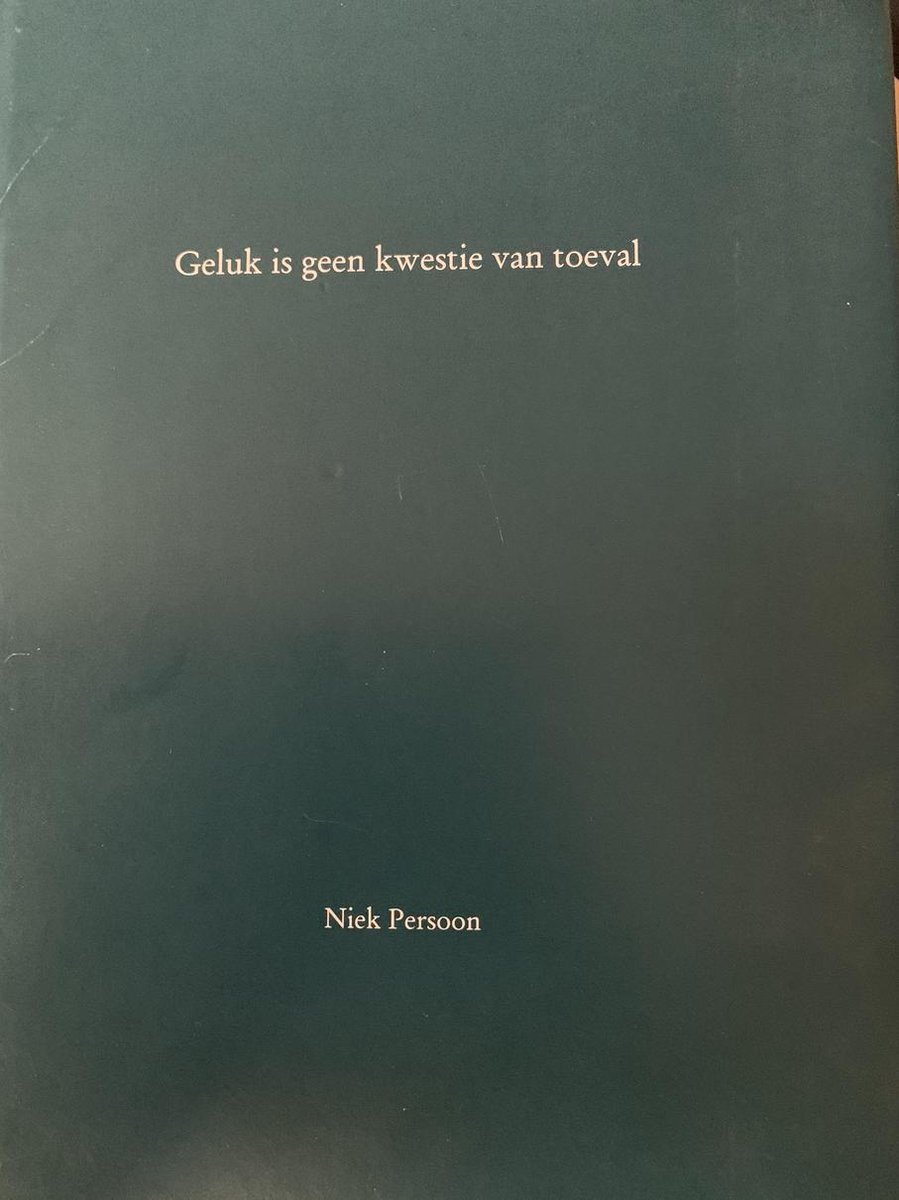 Geluk is geen kwestie van toeval
Niek Persoon